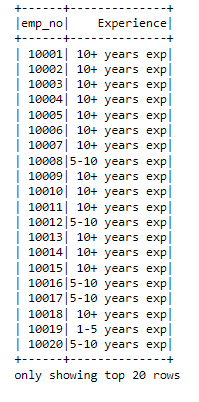 +------+---------------+
|emp_no|     Experience|
+------+---------------+
| 10001| 10+ years exp|
| 10002| 10+ years exp|
| 10003| 10+ years exp|
| 10004| 10+ years exp|
| 10005| 10+ years exp|
| 10006| 10+ years exp|
| 10007| 10+ years exp|
| 10008|5-10 years exp|
| 10009| 10+ years exp|
| 10010| 10+ years exp|
| 10011| 10+ years exp|
| 10012|5-10 years exp|
| 10013| 10+ years exp|
| 10014| 10+ years exp|
| 10015| 10+ years exp|
| 10016|5-10 years exp|
| 10017|5-10 years exp|
| 10018| 10+ years exp|
| 10019| 1-5 years exp|
| 10020|5-10 years exp|
+------+---------------+
only showing top 20 rows